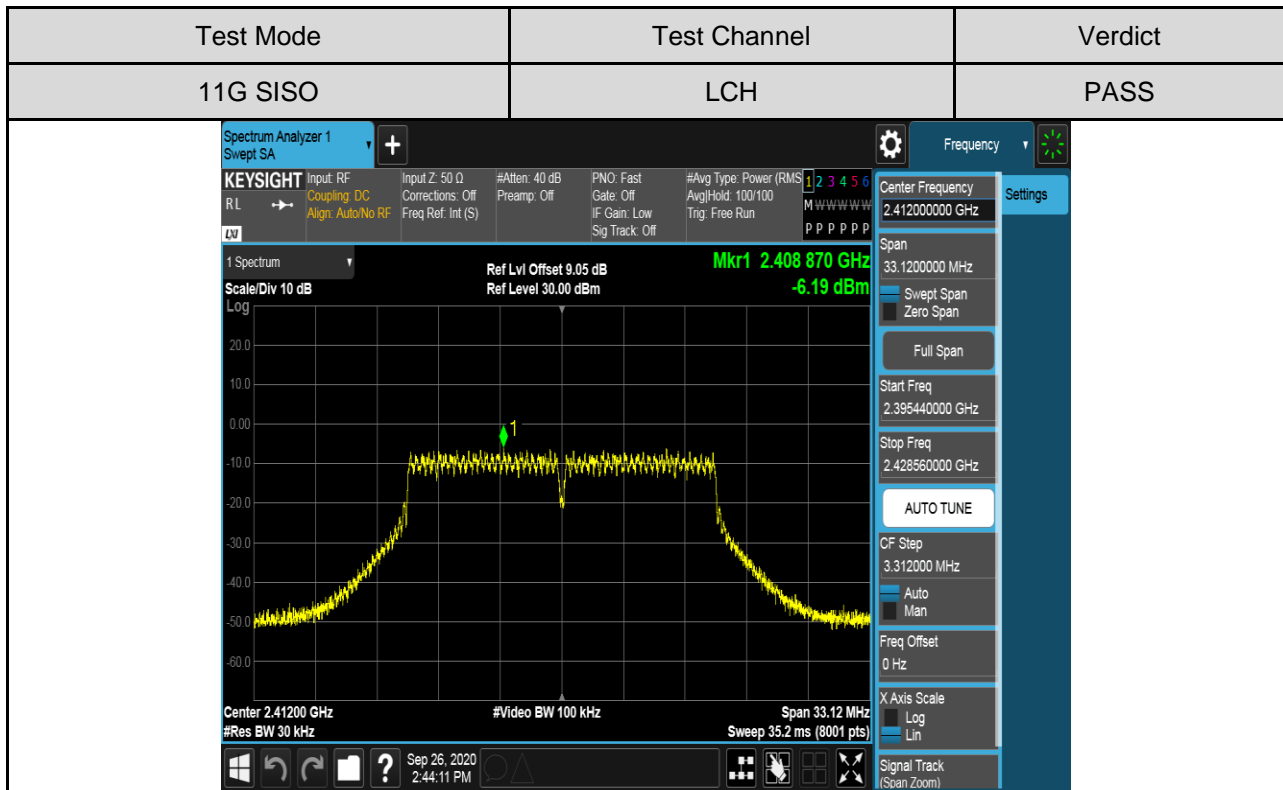 Test Mode Test Channel Verdict
11G SISO LCH PASS
Spectrum Analyzer 1
Swept SA
+
Frequency
KEYSIGHT Input: RF Input Z: 50 Ω #Atten: 40 dB PNO: Fast #Avg Type: Power (RMS 1 2 3 4 5 6
RL Coupling: DC Corrections: Off Preamp: Off Gate: Off Avg|Hold: 100/100 M W W W W W
Align: Auto/No RF Freq Ref: Int (S) IF Gain: Low Trig: Free Run
LXI Sig Track: Off P P P P P P
1 Spectrum
Ref Lvl Offset 9.05 dB
Mkr1 2.408 870 GHz
Scale/Div 10 dB
Ref Level 30.00 dBm
-6.19 dBm
Log
20.0
10.0
0.00
1
-10.0
-20.0
-30.0
-40.0
-50.0
-60.0
Center 2.41200 GHz #Video BW 100 kHz Span 33.12 MHz
#Res BW 30 kHz Sweep 35.2 ms (8001 pts)
?
Sep 26, 2020
2:44:11 PM
Center Frequency
2.412000000 GHz
Settings
Span
33.1200000 MHz
Swept Span
Zero Span
Full Span
Start Freq
2.395440000 GHz
Stop Freq
2.428560000 GHz
AUTO TUNE
CF Step
3.312000 MHz
Auto
Man
Freq Offset
0 Hz
X Axis Scale
Log
Lin
Signal Track
(Span Zoom)